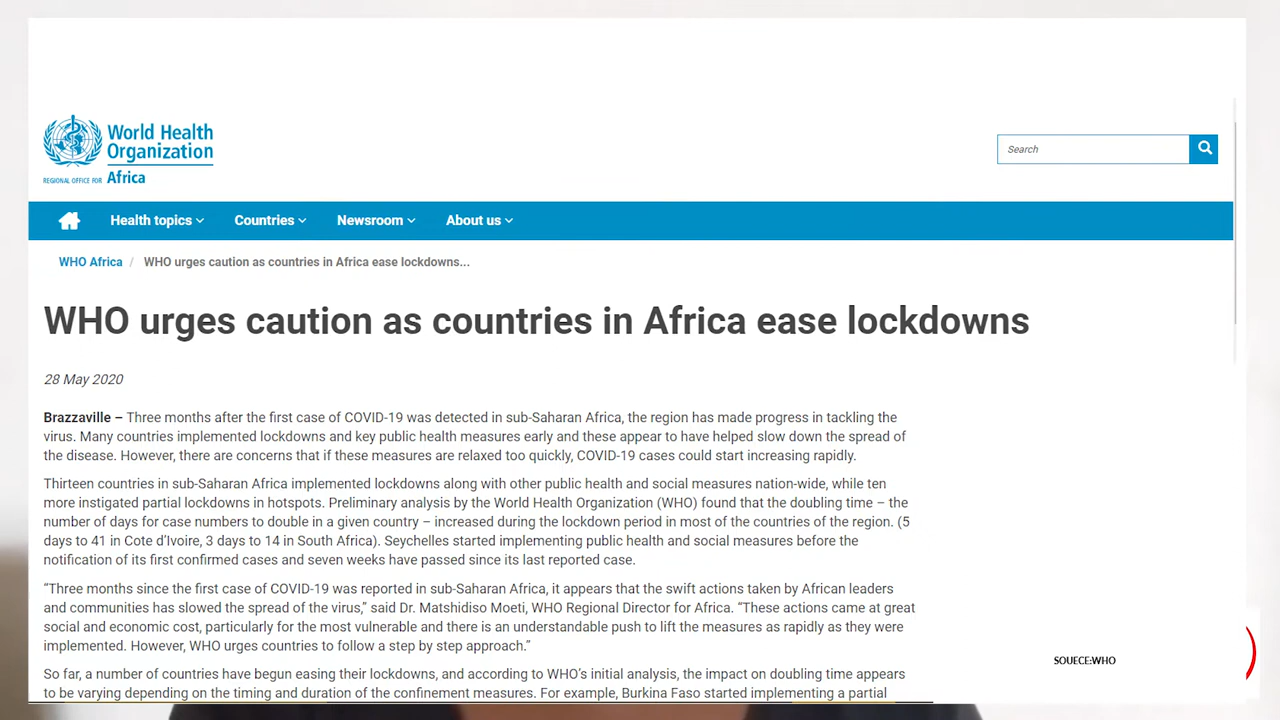 World Health
Organization
REGIONAL OFFICE FOR Africa
Search
Health topics Countries Newsroom About us
WHO Africa / WHO urges caution as countries in Africa ease lockdowns...
WHO urges caution as countries in Africa ease lockdowns
28 May 2020
Brazzaville – Three months after the first case of COVID-19 was detected in sub-Saharan Africa, the region has made progress in tackling the
virus. Many countries implemented lockdowns and key public health measures early and these appear to have helped slow down the spread of
the disease. However, there are concerns that if these measures are relaxed too quickly, COVID-19 cases could start increasing rapidly.
Thirteen countries in sub-Saharan Africa implemented lockdowns along with other public health and social measures nation-wide, while ten
more instigated partial lockdowns in hotspots. Preliminary analysis by the World Health Organization (WHO) found that the doubling time – the
number of days for case numbers to double in a given country – increased during the lockdown period in most of the countries of the region. (5
days to 41 in Cote d’Ivoire, 3 days to 14 in South Africa). Seychelles started implementing public health and social measures before the
notification of its first confirmed cases and seven weeks have passed since its last reported case.
“Three months since the first case of COVID-19 was reported in sub-Saharan Africa, it appears that the swift actions taken by African leaders
and communities has slowed the spread of the virus,” said Dr. Matshidiso Moeti, WHO Regional Director for Africa. “These actions came at great
social and economic cost, particularly for the most vulnerable and there is an understandable push to lift the measures as rapidly as they were
implemented. However, WHO urges countries to follow a step by step approach.”
So far, a number of countries have begun easing their lockdowns, and according to WHO’s initial analysis, the impact on doubling time appears
to be varying depending on the timing and duration of the confinement measures. For example, Burkina Faso started implementing a partial
SOUECE:WHO